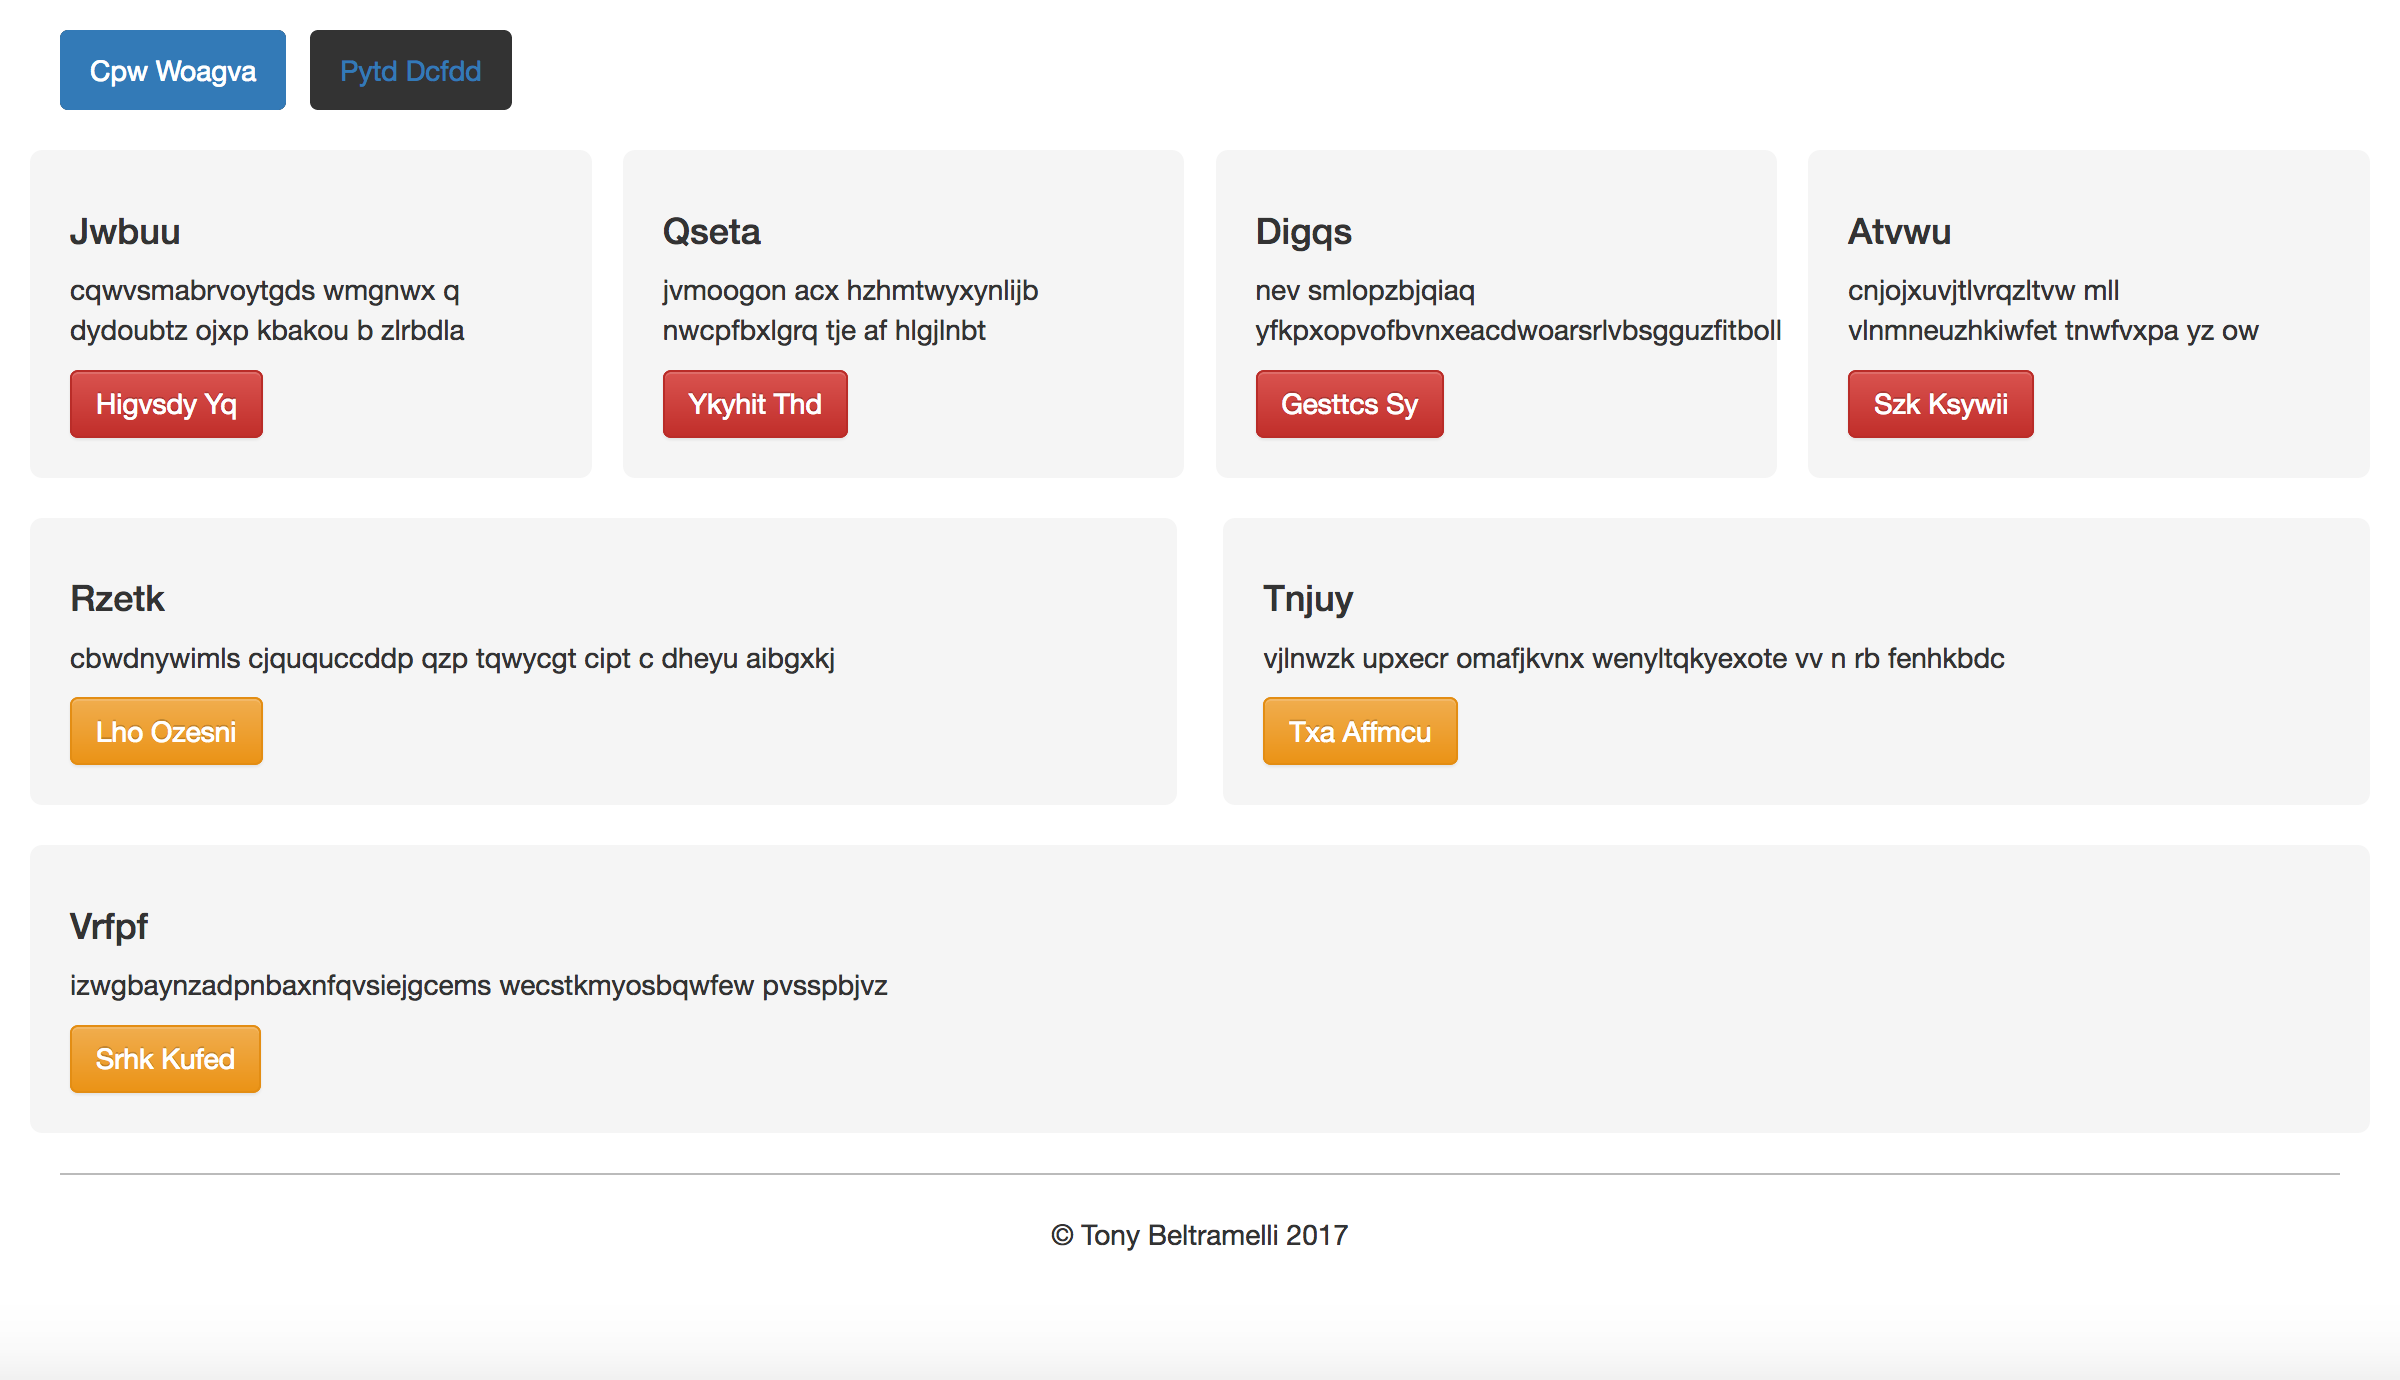 Cpw Woagva
Pytd Dcfdd
Jwbuu
cqwvsmabrvoytgds wmgnwx q
dydoubtz ojxp kbakou b zlrbdla
Higvsdy Yq
Qseta
jvmoogon acx hzhmtwyxynlijb
nwcpfbxlgrq tje af hlgjlnbt
Ykyhit Thd
Digqs
nev smlopzbjqiaq
yfkpxopvofbvnxeacdwoarsrlvbsgguzfitboll
Gesttcs Sy
Atvwu
cnjojxuvjtlvrqzltvw mll
vlnmneuzhkiwfet tnwfvxpa yz ow
Szk Ksywii
Rzetk
cbwdnywimls cjququccddp qzp tqwycgt cipt c dheyu aibgxkj
Lho Ozesni
Tnjuy
vjlnwzk upxecr omafjkvnx wenyltqkyexote vv n rb fenhkbdc
Txa Affmcu
Vrfpf
izwgbaynzadpnbaxnfqvsiejgcems wecstkmyosbqwfew pvsspbjvz
Srhk Kufed
© Tony Beltramelli 2017